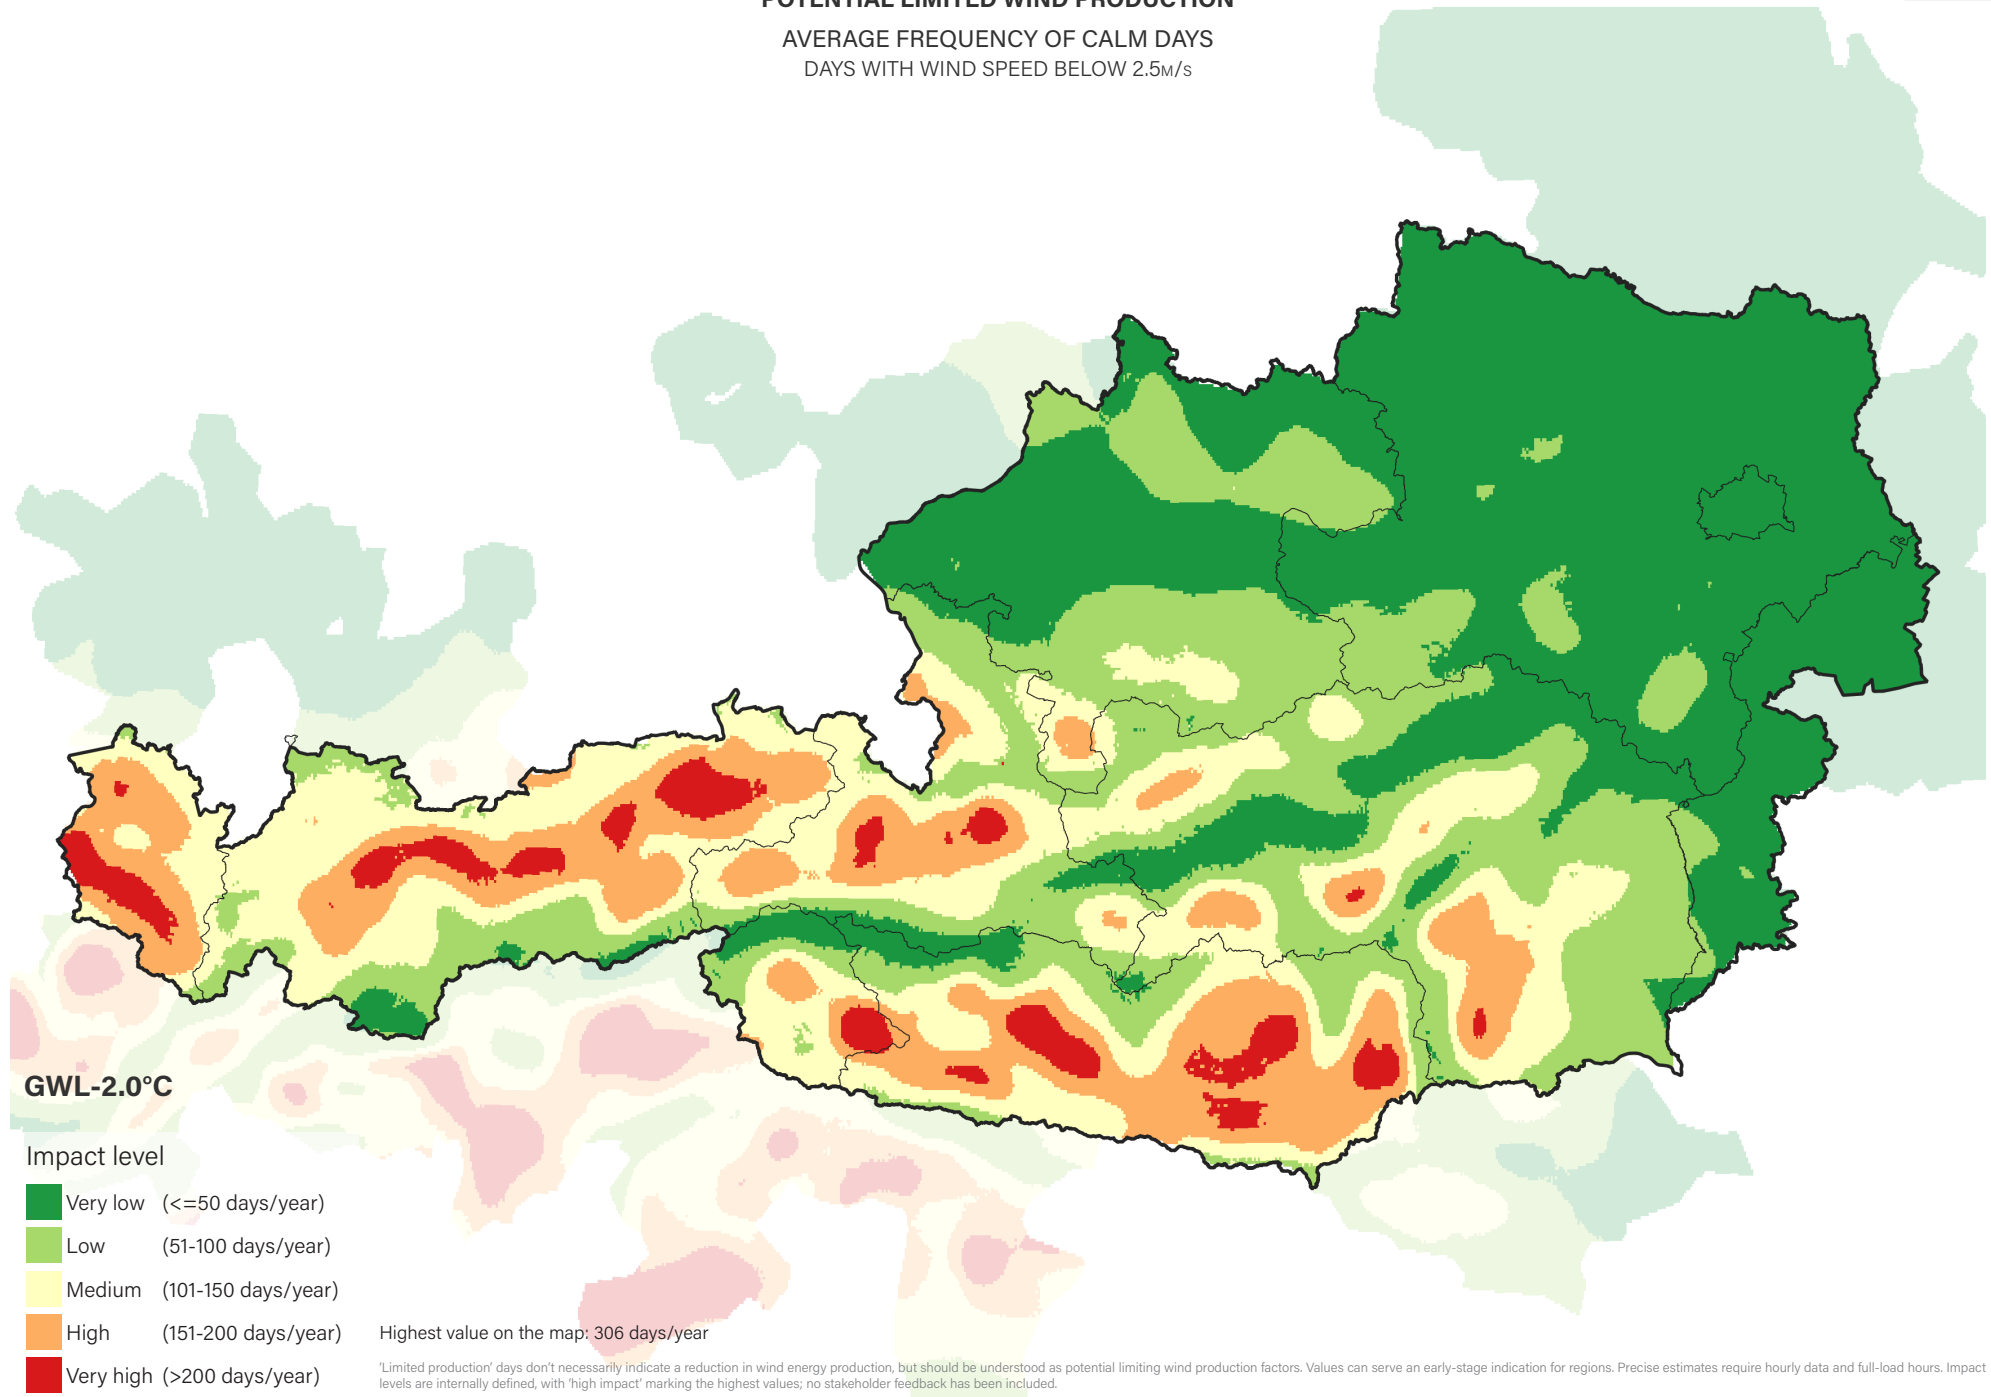 POTENTIAL LIMITED WIND PRODUCTION
AVERAGE FREQUENCY OF CALM DAYS
DAYS WITH WIND SPEED BELOW 2.5M/S
GWL-2.0°C
Impact level
Very low (<=50 days/year)
Low (51-100 days/year)
Medium (101-150 days/year)
High (151-200 days/year)
Very high (>200 days/year)
Highest value on the map: 306 days/year
'Limited production' days don't necessarily indicate a reduction in wind energy production, but should be understood as potential limiting wind production factors. Values can serve an early-stage indication for regions. Precise estimates require hourly data and full-load hours. Impact
levels are internally defined, with 'high impact' marking the highest values; no stakeholder feedback has been included.